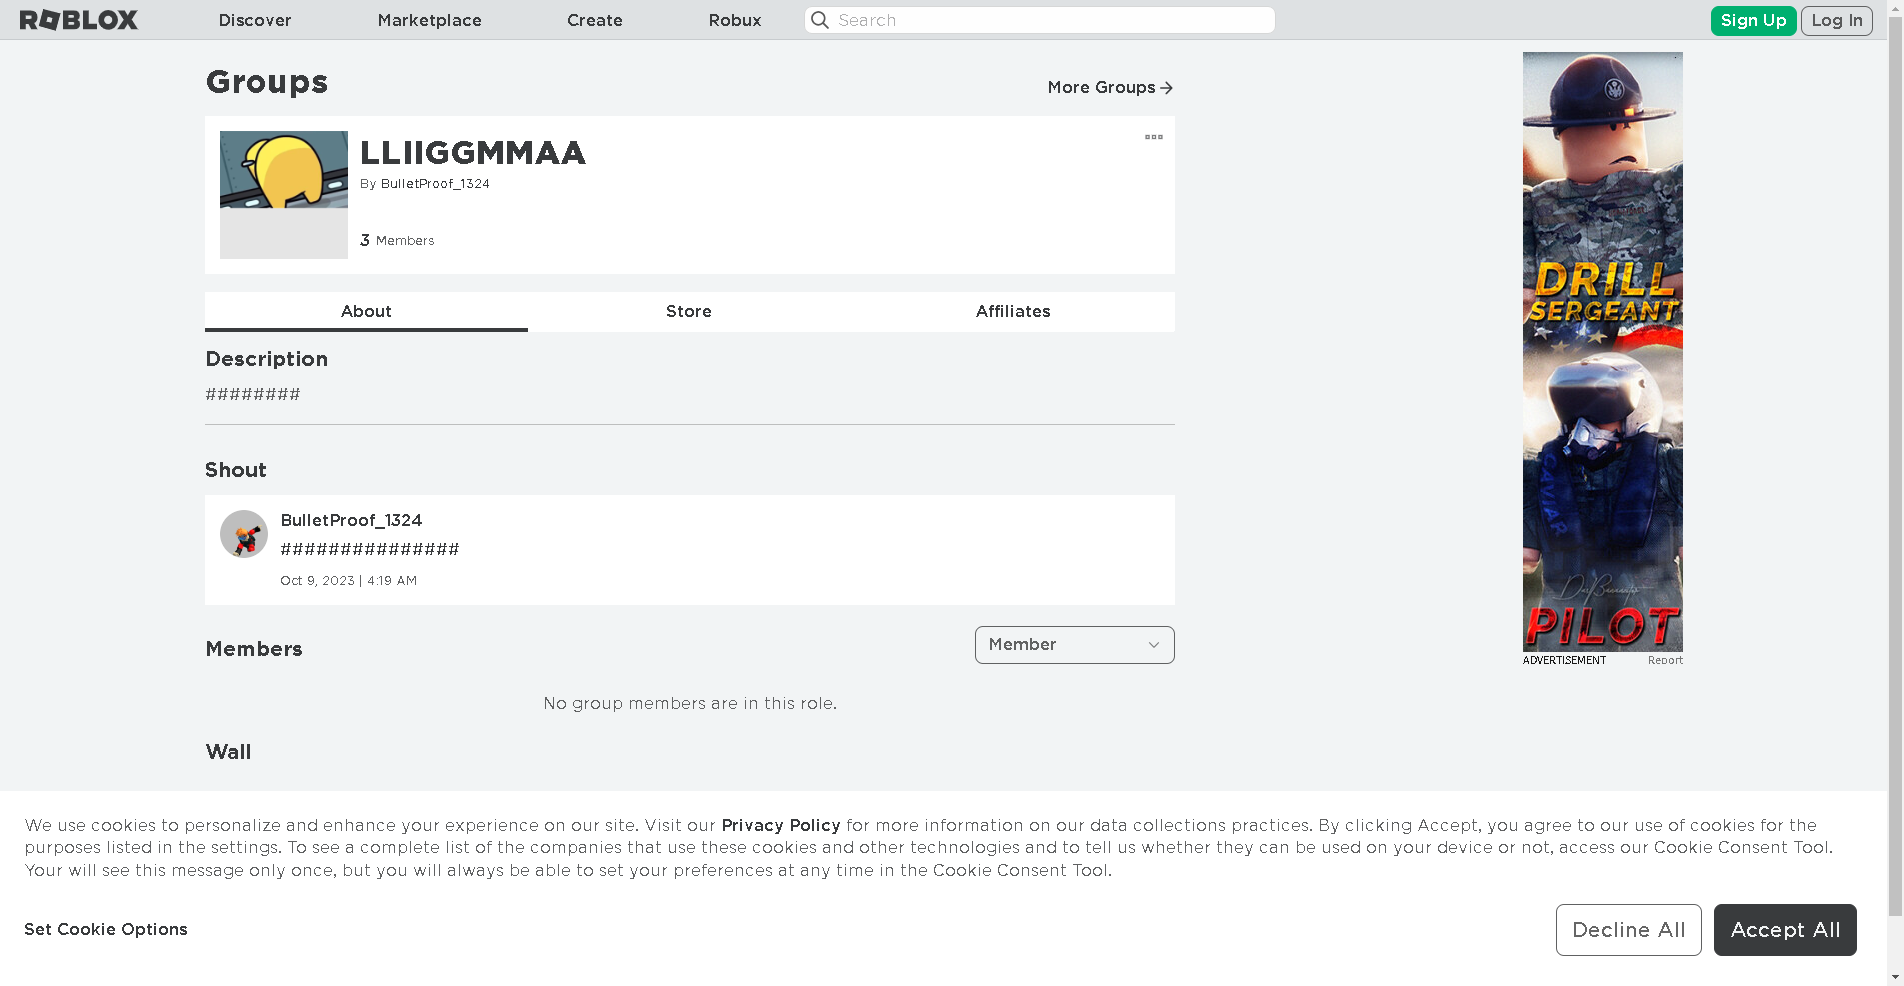 ROBLOX
Discover
Marketplace
Create
Robux
Search
Sign Up
Log In
Groups
More Groups
LLIIGGMMAA
By BulletProof_1324
3 Members
About
Store
Affiliates
Description
########
Shout
BulletProof_1324
###############
Oct 9, 2023 | 4:19 AM
Members
Member
No group members are in this role.
Wall
DRILL
SERGEANT
CAVIAR
PILOT
ADVERTISEMENT
Report
We use cookies to personalize and enhance your experience on our site. Visit our Privacy Policy for more information on our data collections practices. By clicking Accept, you agree to our use of cookies for the
purposes listed in the settings. To see a complete list of the companies that use these cookies and other technologies and to tell us whether they can be used on your device or not, access our Cookie Consent Tool.
Your will see this message only once, but you will always be able to set your preferences at any time in the Cookie Consent Tool.
Set Cookie Options
Decline All
Accept All